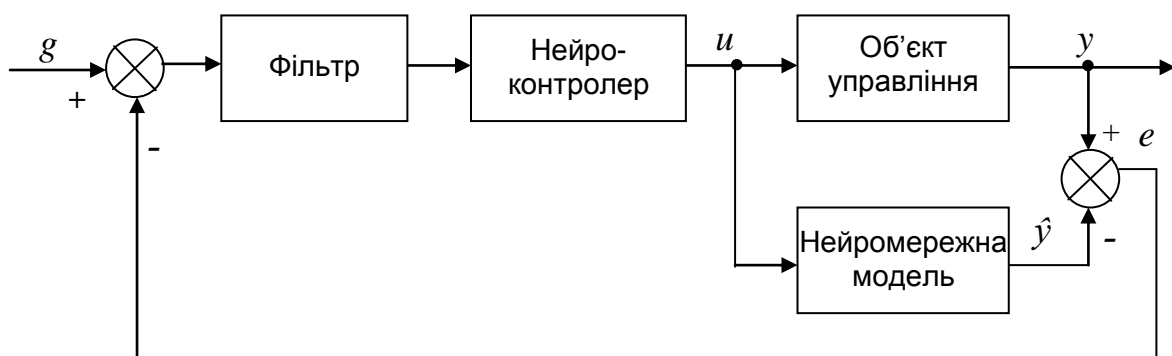 g
+
-
Фільтр
Нейро-
контролер
u
Об’єкт
управління
y
+
e
Нейромережна
модель
ŷ
-